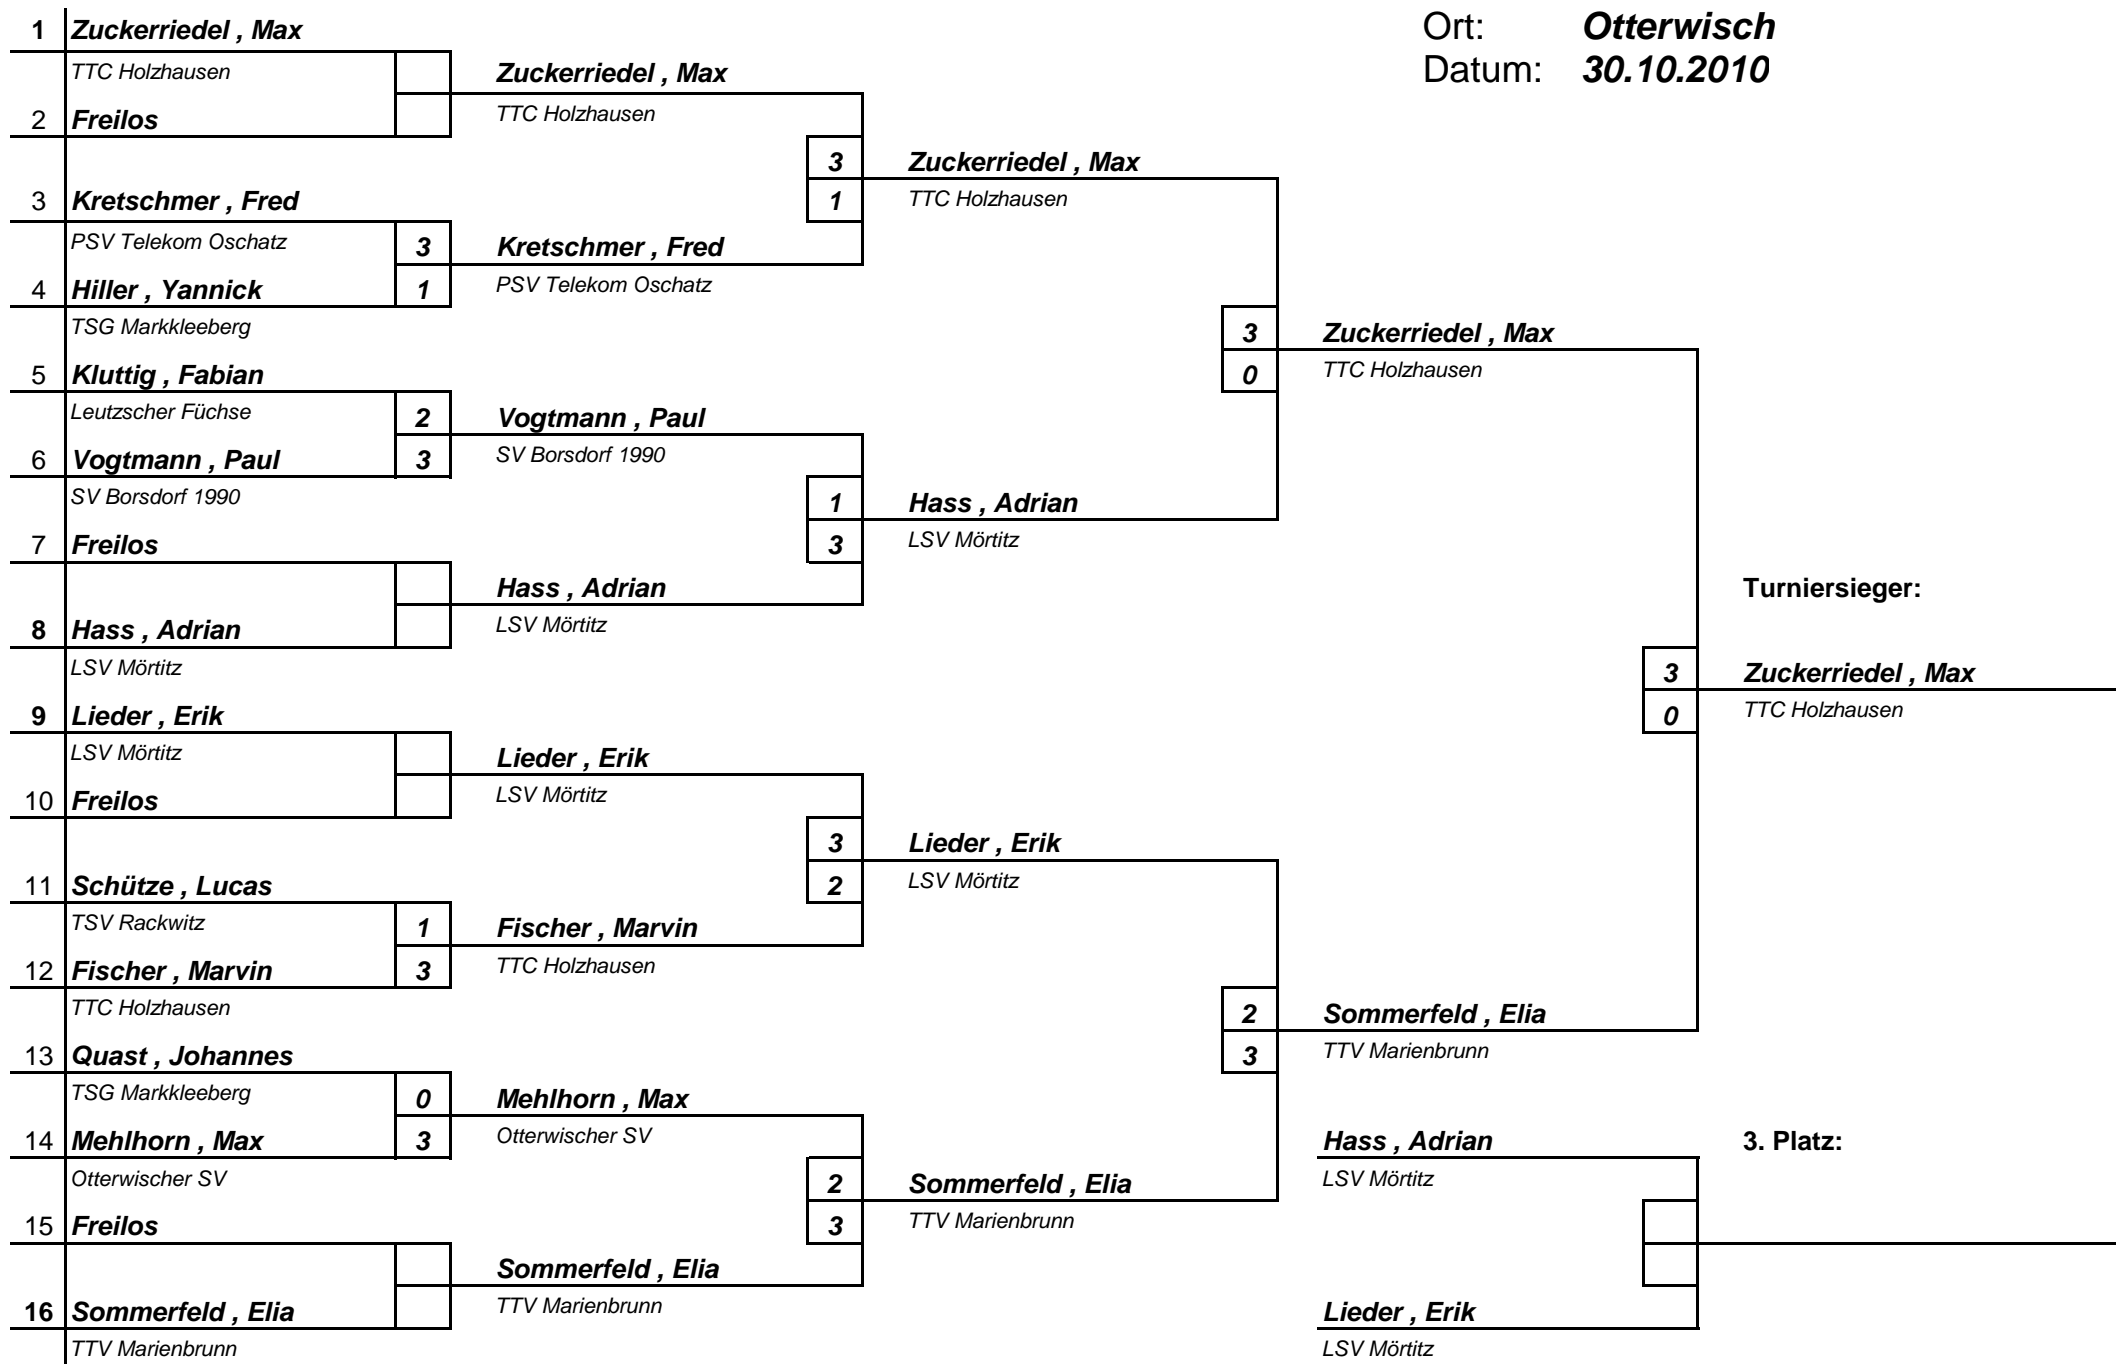 Ort: Otterwisch
Datum: 30.10.2010
1 Zuckerriedel , Max
TTC Holzhausen
2 Freilos
3 Kretschmer , Fred
PSV Telekom Oschatz 3
4 Hiller , Yannick 1
TSG Markkleeberg
5 Kluttig , Fabian
Leutzscher Füchse 2
6 Vogtmann , Paul 3
SV Borsdorf 1990
7 Freilos
8 Hass , Adrian
LSV Mörtitz
9 Lieder , Erik
LSV Mörtitz
10 Freilos
11 Schütze , Lucas
TSV Rackwitz 1
12 Fischer , Marvin 3
TTC Holzhausen
13 Quast , Johannes
TSG Markkleeberg 0
14 Mehlhorn , Max 3
Otterwischer SV
15 Freilos
16 Sommerfeld , Elia
TTV Marienbrunn
Zuckerriedel , Max
TTC Holzhausen
3
1
Kretschmer , Fred
PSV Telekom Oschatz
Vogtmann , Paul
SV Borsdorf 1990
1
3
Hass , Adrian
LSV Mörtitz
Lieder , Erik
LSV Mörtitz
3
2
Fischer , Marvin
TTC Holzhausen
Mehlhorn , Max
Otterwischer SV
2
3
Sommerfeld , Elia
TTV Marienbrunn
Zuckerriedel , Max
TTC Holzhausen
3
0
Hass , Adrian
LSV Mörtitz
Lieder , Erik
LSV Mörtitz
2
3
Sommerfeld , Elia
TTV Marienbrunn
Zuckerriedel , Max
TTC Holzhausen
3
0
Sommerfeld , Elia
TTV Marienbrunn
Turniersieger:
Zuckerriedel , Max
TTC Holzhausen
Hass , Adrian
LSV Mörtitz
3. Platz:
Lieder , Erik
LSV Mörtitz